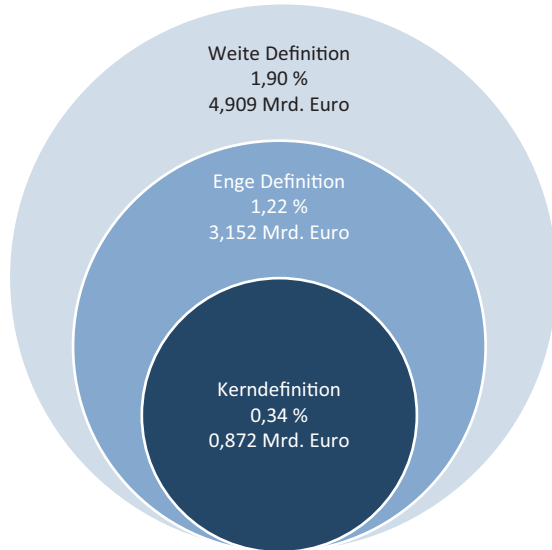 Weite Definition
1,90 %
4,909 Mrd. Euro
Enge Definition
1,22 %
3,152 Mrd. Euro
Kerndefinition
0,34 %
0,872 Mrd. Euro